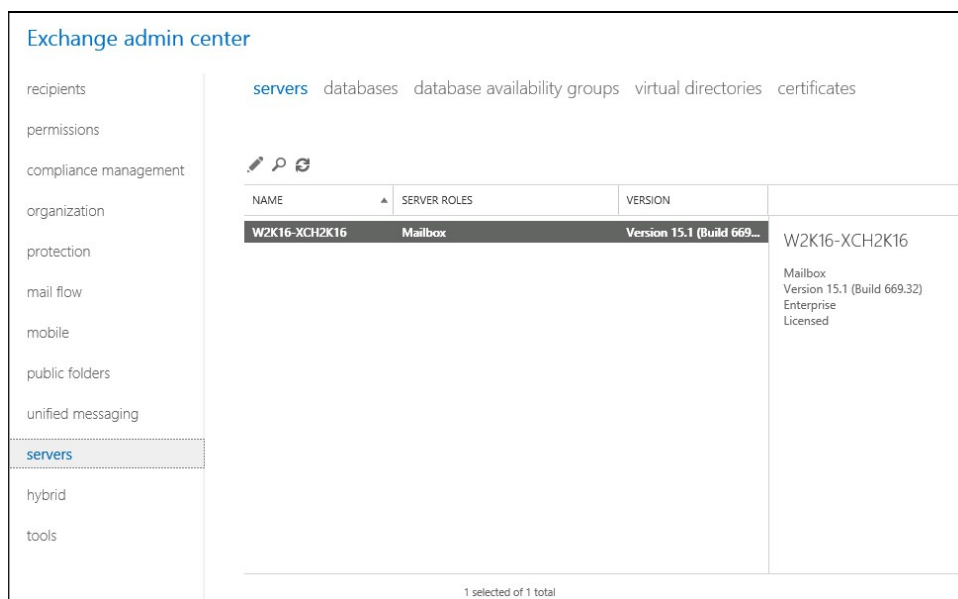 Exchange admin center
recipients
permissions
compliance management
organization
protection
mail flow
mobile
public folders
unified messaging
servers
hybrid
tools
servers databases database availability groups virtual directories certificates
NAME SERVER ROLES VERSION
W2K16-XCH2K16 Mailbox Version 15.1 (Build 669...
W2K16-XCH2K16
Mailbox
Version 15.1 (Build 669.32)
Enterprise
Licensed
1 selected of 1 total